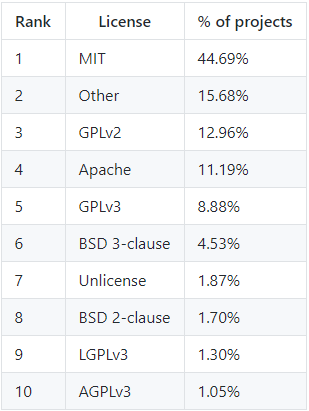 Rank License % of projects
1 MIT 44.69%
2 Other 15.68%
3 GPLv2 12.96%
4 Apache 11.19%
5 GPLv3 8.88%
6 BSD 3-clause 4.53%
7 Unlicense 1.87%
8 BSD 2-clause 1.70%
9 LGPLv3 1.30%
10 AGPLv3 1.05%